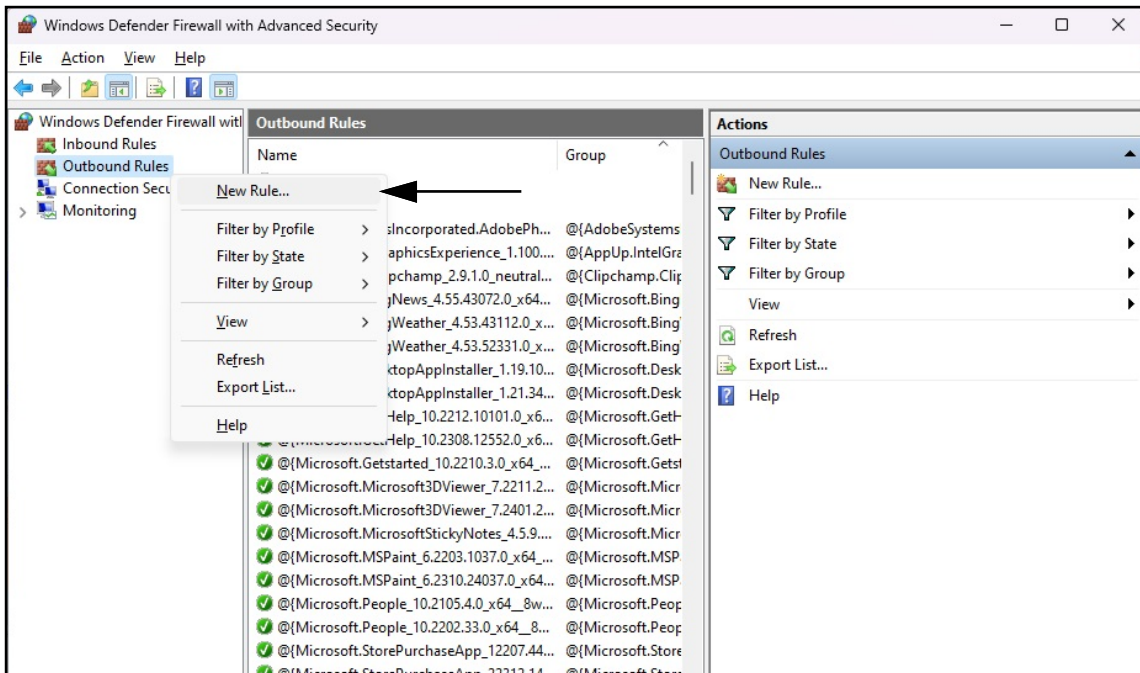 Windows Defender Firewall with Advanced Security
File Action View Help
Windows Defender Firewall witl
Inbound Rules
Outbound Rules
Connection Secu
Monitoring
New Rule...
Filter by Profile
Filter by State
Filter by Group
View
Refresh
Export List...
Help
Outbound Rules
Name Group
sIncorporated.AdobePh... @{AdobeSystems
aphicsExperience_1.100.... @{AppUp.IntelGra
pchamp_2.9.1.0_neutral... @{Clipchamp.Clip
gNews_4.55.43072.0_x64... @{Microsoft.Bing
gWeather_4.53.43112.0_x... @{Microsoft.Bing
gWeather_4.53.52331.0_x... @{Microsoft.Bing
ktopAppInstaller_1.19.10... @{Microsoft.Desk
ktopAppInstaller_1.21.34... @{Microsoft.Desk
Help_10.2212.10101.0_x6... @{Microsoft.GetH
Help_10.2308.12552.0_x6... @{Microsoft.GetH
@{Microsoft.Getstarted_10.2210.3.0_x64_... @{Microsoft.Getst
@{Microsoft.Microsoft3DViewer_7.2211.2... @{Microsoft.Micr
@{Microsoft.Microsoft3DViewer_7.2401.2... @{Microsoft.Micr
@{Microsoft.MicrosoftStickyNotes_4.5.9.... @{Microsoft.Micr
@{Microsoft.MSPaint_6.2203.1037.0_x64_... @{Microsoft.MSP
@{Microsoft.MSPaint_6.2310.24037.0_x64... @{Microsoft.MSP
@{Microsoft.People_10.2105.4.0_x64__8w... @{Microsoft.Peop
@{Microsoft.People_10.2202.33.0_x64__8... @{Microsoft.Peop
@{Microsoft.StorePurchaseApp_12207.44... @{Microsoft.Store
Actions
Outbound Rules
New Rule...
Filter by Profile
Filter by State
Filter by Group
View
Refresh
Export List...
Help